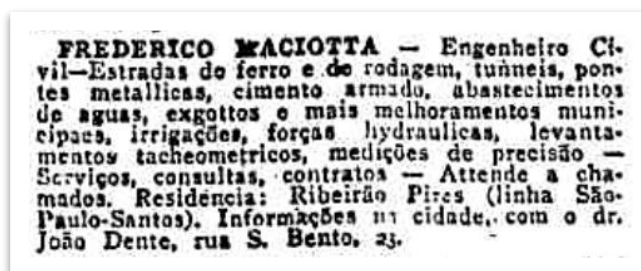 FREDERICO MACIOTTA — Engenheiro Ci-
vil—Estradas de ferro e de rodagem, tunneis, pon-
tes metallicas, cimento armado, abastecimentos
de aguas, exgottos e mais melhoramentos muni-
cipaes, irrigações, forças hydraulicas, levanta-
mentos tacheometricos, medições de precisão —
Serviços, consultas, contratos — Attende a cha-
mados. Residencia: Ribeirão Pires (linha São-
Paulo-Santos). Informações na cidade, com o dr.
João Dente, rua S. Bento, 23.